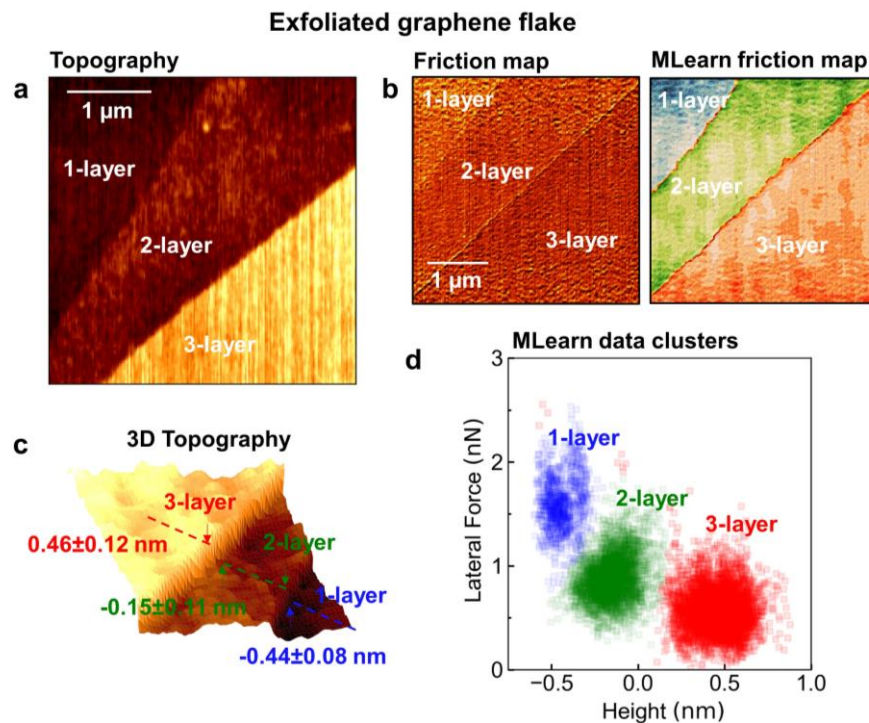 Exfoliated graphene flake
Topography
a
1 µm
1-layer
2-layer
3-layer
Friction map
b
1-layer
2-layer
3-layer
1 µm
MLearn friction map
1-layer
2-layer
3-layer
c
3D Topography
3-layer
0.46±0.12 nm
2-layer
-0.15±0.11 nm
1-layer
-0.44±0.08 nm
MLearn data clusters
d
3
2
1
0
Lateral Force (nN)
1-layer
2-layer
3-layer
−0.5
0.0
0.5
1.0
Height (nm)